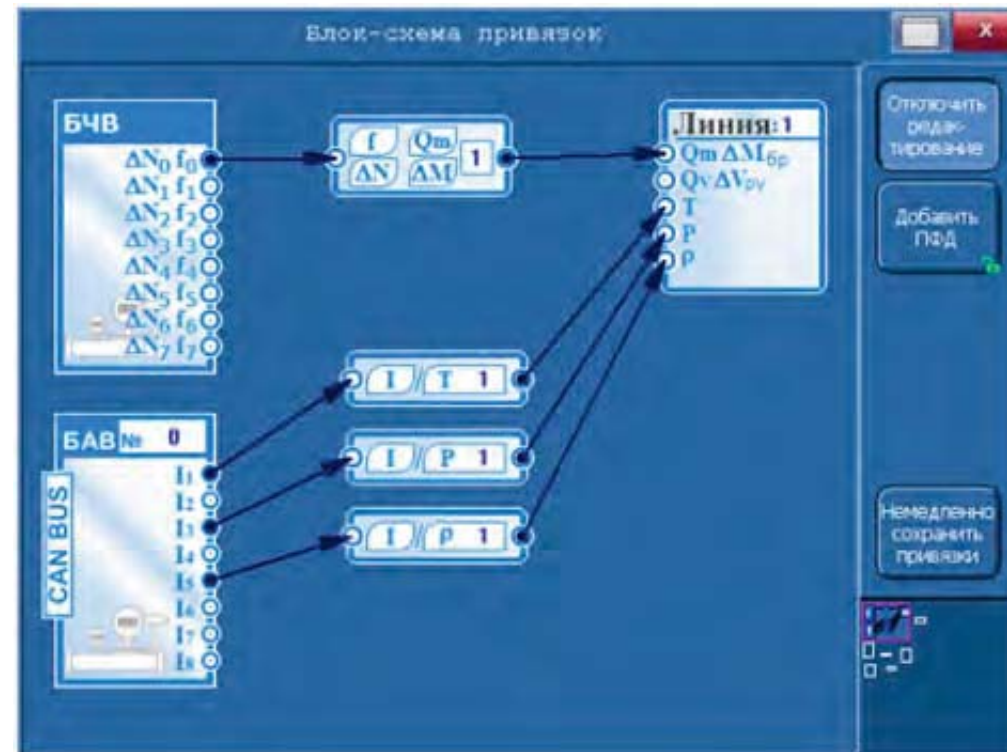 Блок-схема привязок
x
БЧВ
ΔN₀ f₀
ΔN₁ f₁
ΔN₂ f₂
ΔN₃ f₃
ΔN₄ f₄
ΔN₅ f₅
ΔN₆ f₆
ΔN₇ f₇
f Qm
ΔN ΔM 1
Линия:1
Qm ΔMбр
Qv ΔVру
T
P
ρ
I // T 1
I // P 1
I // ρ 1
БАВ № 0
CAN BUS
I₁
I₂
I₃
I₄
I₅
I₆
I₇
I₈
Отключить
редак-
тирование
Добавить
ПФД
Немедленно
сохранить
привязки